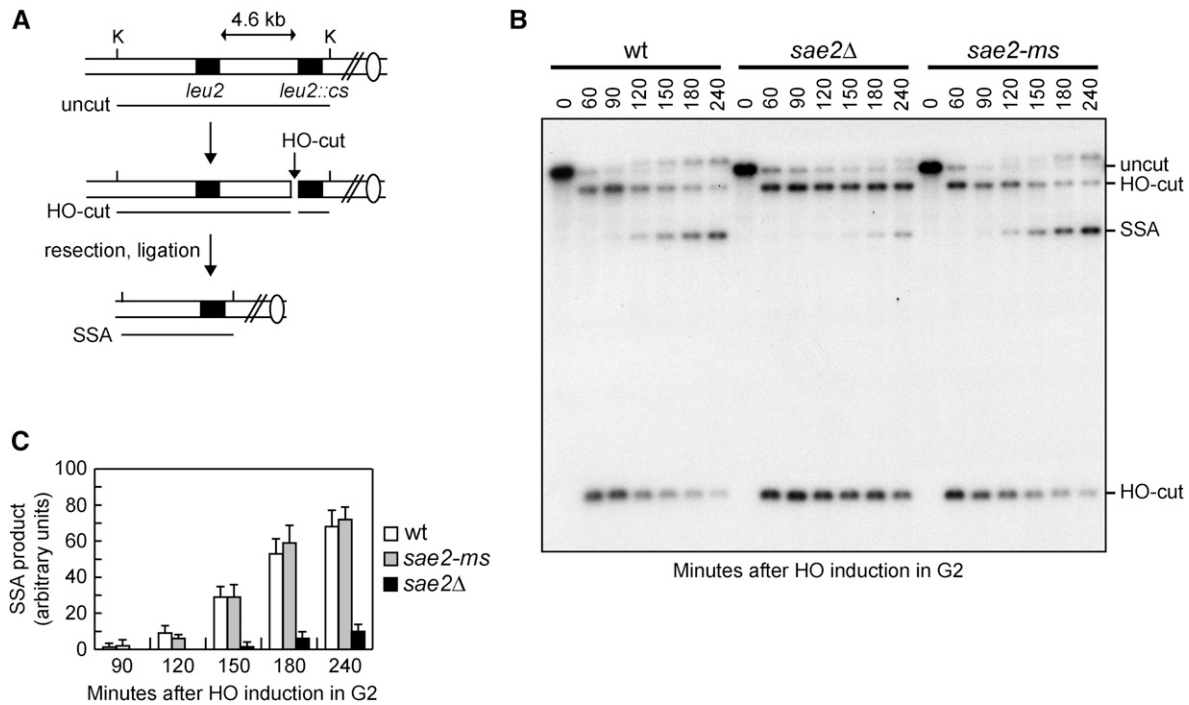 A
4.6 kb
K K
leu2 leu2::cs
uncut
HO-cut
HO-cut
resection, ligation
SSA
B
wt sae2Δ sae2-ms
0 60 90 120 150 180 240 0 60 90 120 150 180 240 0 60 90 120 150 180 240
uncut
HO-cut
SSA
HO-cut
Minutes after HO induction in G2
C
SSA product
(arbitrary units)
100
80
60
40
20
0
wt
sae2-ms
sae2Δ
90 120 150 180 240
Minutes after HO induction in G2